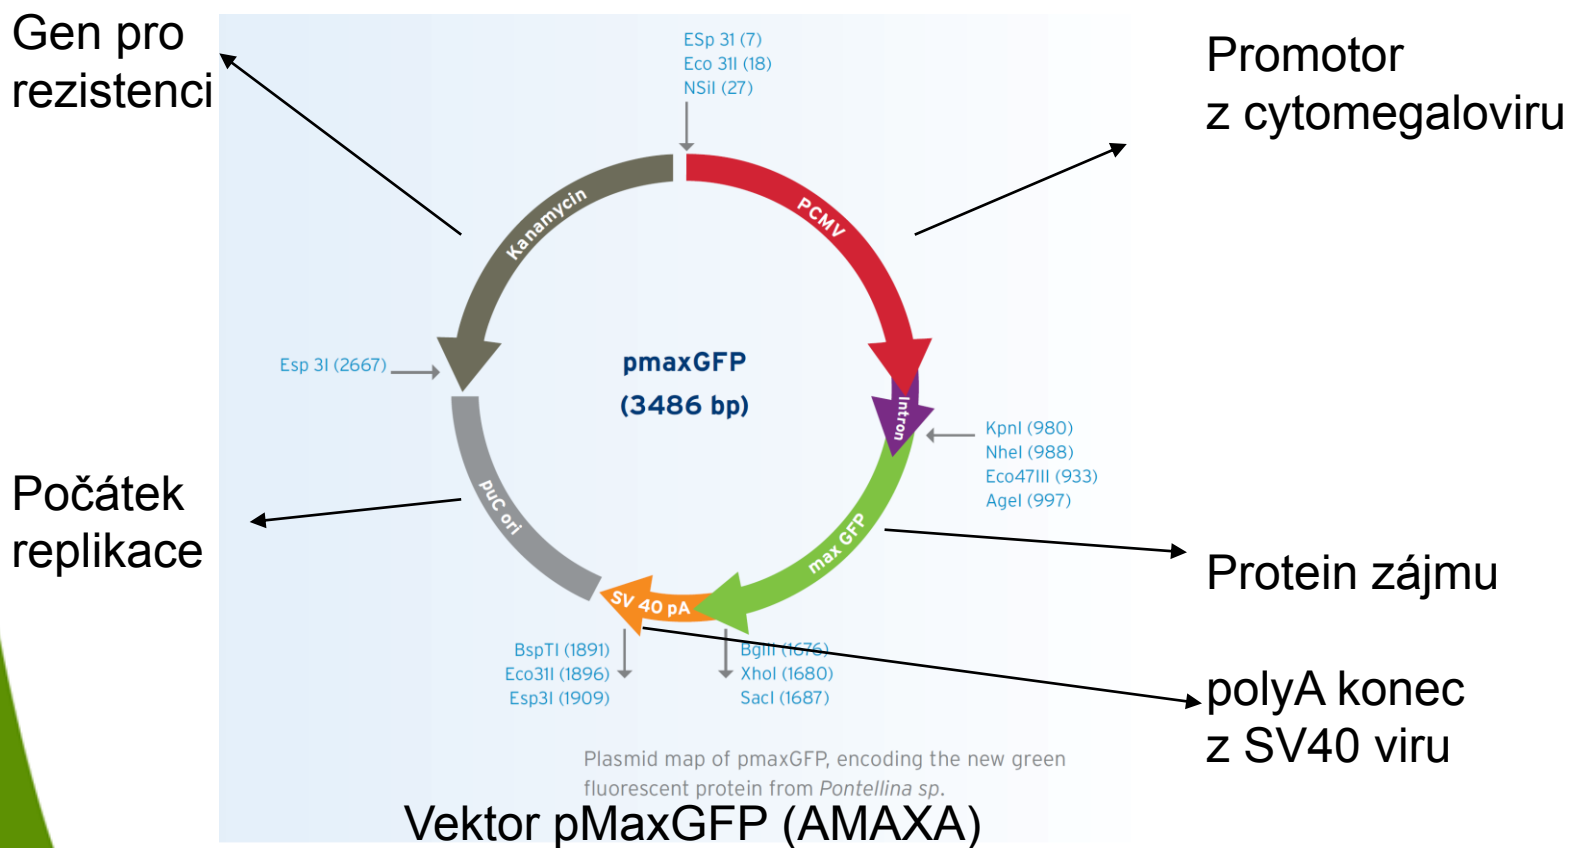 Gen pro
rezistenci
ESp 31 (7)
Eco 31I (18)
NSiI (27)
Promotor
z cytomegaloviru
Kanamycin
PCMV
Esp 3I (2667)
pmaxGFP
(3486 bp)
Intron
KpnI (980)
NheI (988)
Eco47III (933)
AgeI (997)
Počátek
replikace
puC ori
max GFP
Protein zájmu
SV 40 pA
BspTI (1891)
Eco31I (1896)
Esp3I (1909)
BglII (1676)
XhoI (1680)
SacI (1687)
polyA konec
z SV40 viru
Plasmid map of pmaxGFP, encoding the new green
fluorescent protein from Pontellina sp.
Vektor pMaxGFP (AMAXA)